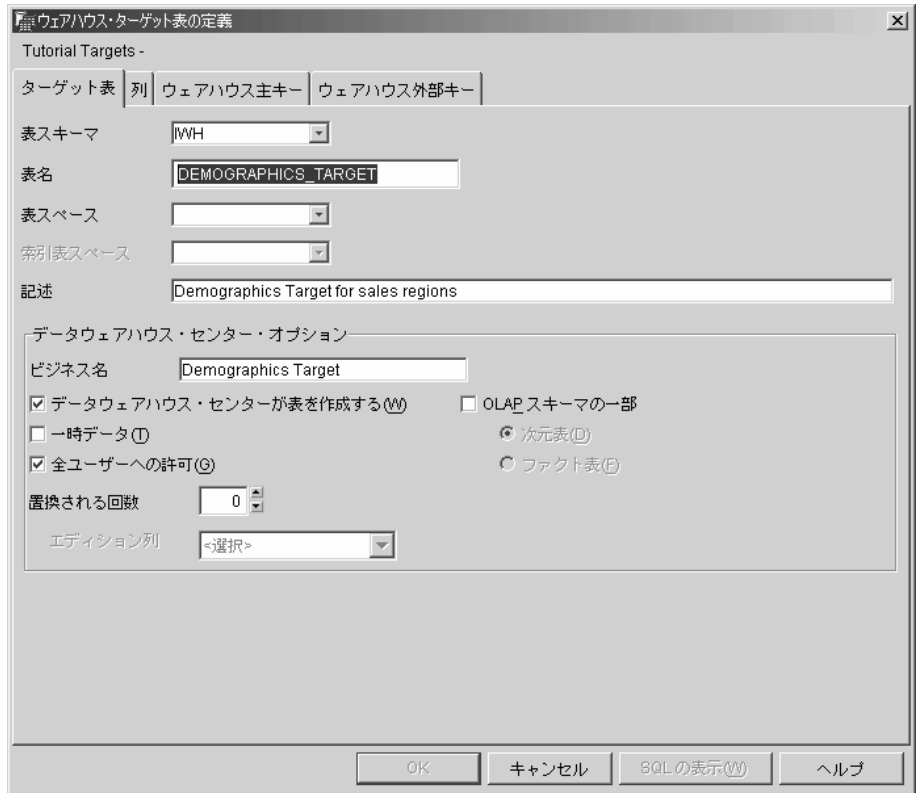 ウェアハウス・ターゲット表の定義
Tutorial Targets -
ターゲット表 列 ウェアハウス主キー ウェアハウス外部キー
表スキーマ IWH
表名 DEMOGRAPHICS_TARGET
表スペース
索引表スペース
記述 Demographics Target for sales regions
データウェアハウス・センター・オプション
ビジネス名 Demographics Target
データウェアハウス・センターが表を作成する(W) OLAP スキーマの一部
一時データ(T) 次元表(D)
全ユーザーへの許可(G) ファクト表(F)
置換される回数 0
エディション列 <選択>
OK キャンセル SQLの表示(W) ヘルプ